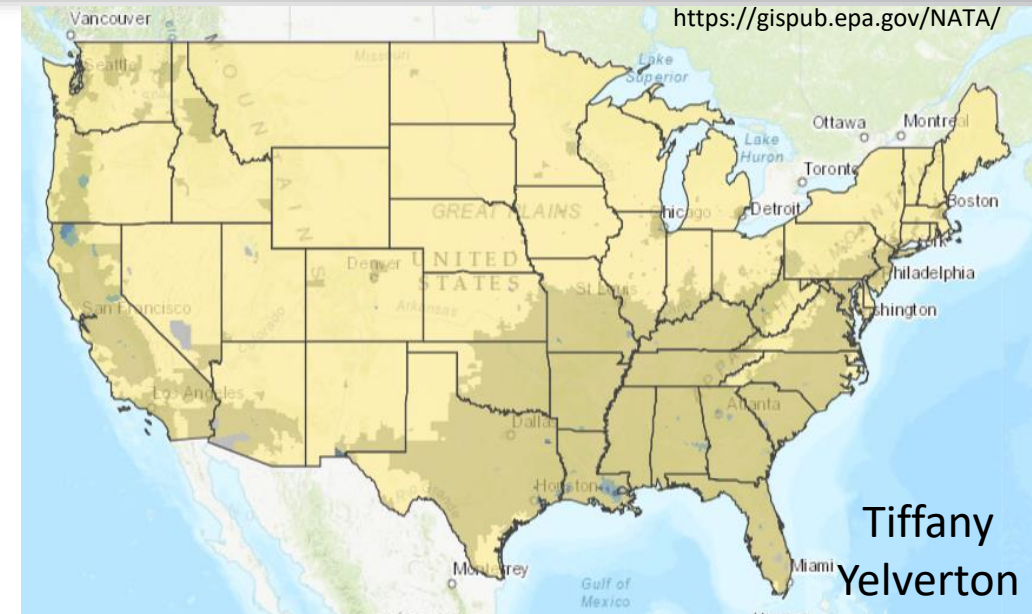 https://gispub.epa.gov/NATA/
Vancouver
Seattle
Missouri
Lake
Superior
Ottawa
Montreal
Lake
Huron
Toronto
GREAT PLAINS
Chicago
Detroit
Boston
Denver
UNITED
STATES
St Louis
Philadelphia
Washington
San Francisco
Colorado
Arkansas
Los Angeles
Atlanta
Dallas
Houston
Monterrey
Gulf of
Mexico
Miami
Tiffany
Yelverton